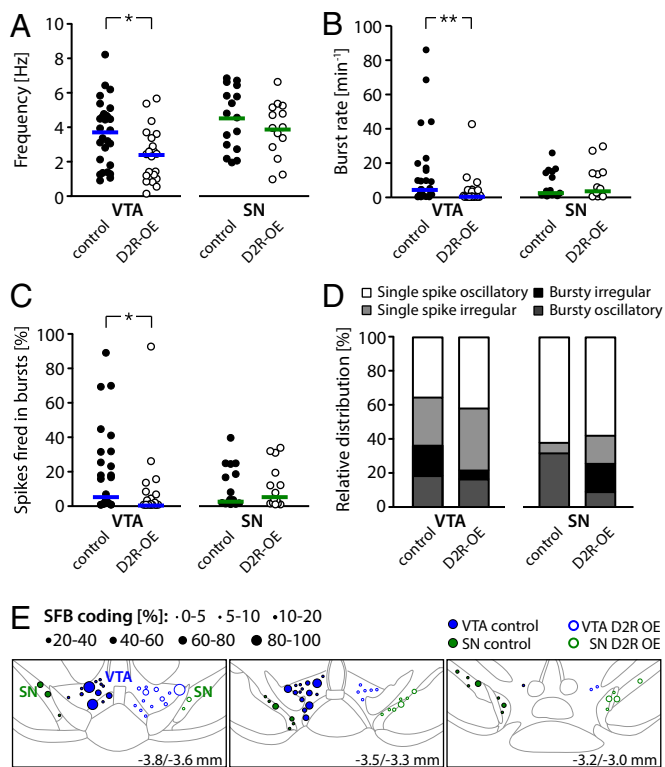 A
Frequency [Hz]
10
8
6
4
2
0
*
VTA
SN
control
D2R-OE
control
D2R-OE
B
Burst rate [min⁻¹]
100
80
60
40
20
0
**
VTA
SN
control
D2R-OE
control
D2R-OE
C
Spikes fired in bursts [%]
100
80
60
40
20
0
*
VTA
SN
control
D2R-OE
control
D2R-OE
D
Single spike oscillatory
Bursty irregular
Single spike irregular
Bursty oscillatory
Relative distribution [%]
100
80
60
40
20
0
VTA
SN
control
D2R-OE
control
D2R-OE
E
SFB coding [%]: 0-5 5-10 10-20
20-40 40-60 60-80 80-100
VTA control
VTA D2R OE
SN control
SN D2R OE
VTA
SN
SN
-3.8/-3.6 mm
-3.5/-3.3 mm
-3.2/-3.0 mm